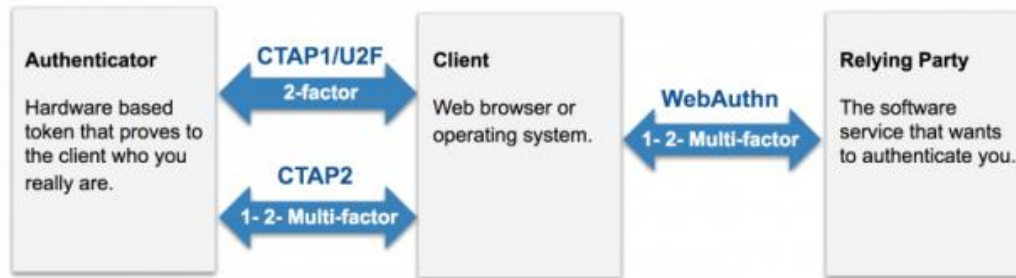 Authenticator
Hardware based
token that proves to
the client who you
really are.
CTAP1/U2F
2-factor
CTAP2
1- 2- Multi-factor
Client
Web browser or
operating system.
WebAuthn
1- 2- Multi-factor
Relying Party
The software
service that wants
to authenticate you.